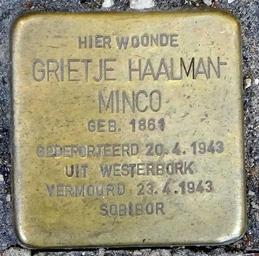 HIER WOONDE
GRIETJE HAALMAN-
MINCO
GEB. 1861
GEDEPORTEERD 20.4.1943
UIT WESTERBORK
VERMOORD 23.4.1943
SOBIBOR